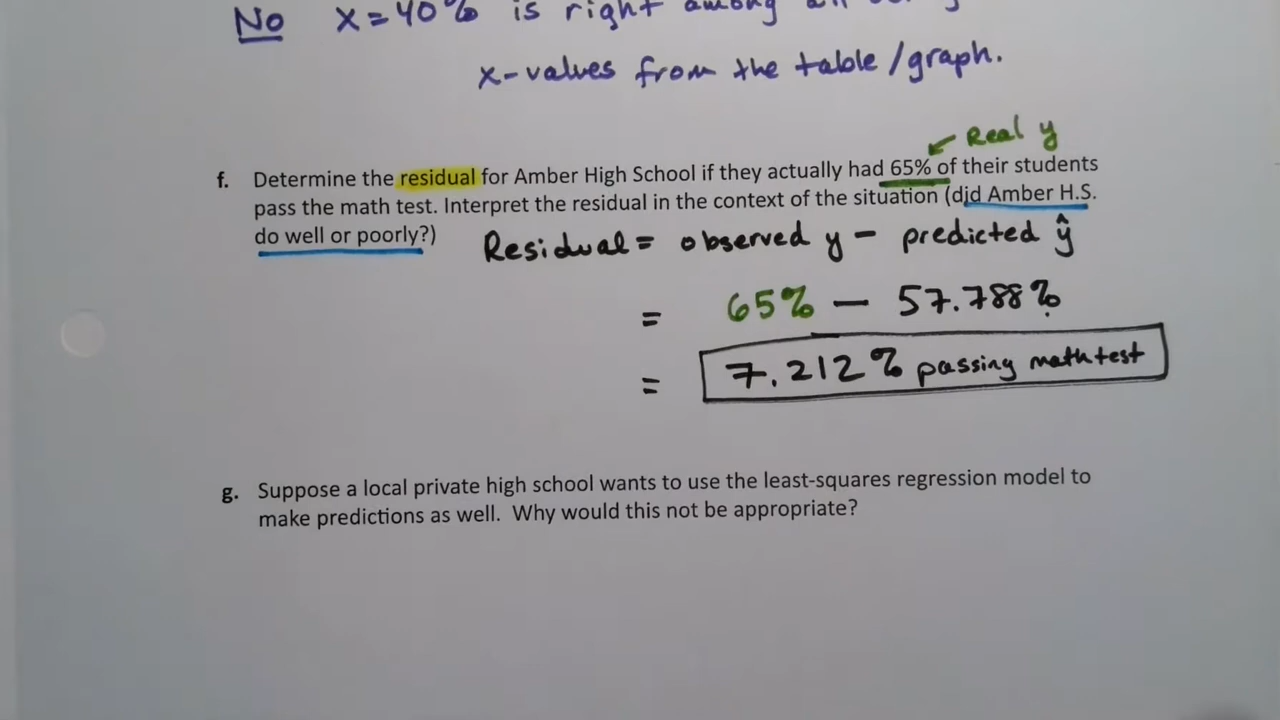 No x = 40% is right among all
x-values from the table/graph.
Real y
f. Determine the residual for Amber High School if they actually had 65% of their students
pass the math test. Interpret the residual in the context of the situation (did Amber H.S.
do well or poorly?)
Residual = observed y - predicted ŷ
= 65% - 57.788%
= 7.212% passing math test
g. Suppose a local private high school wants to use the least-squares regression model to
make predictions as well. Why would this not be appropriate?